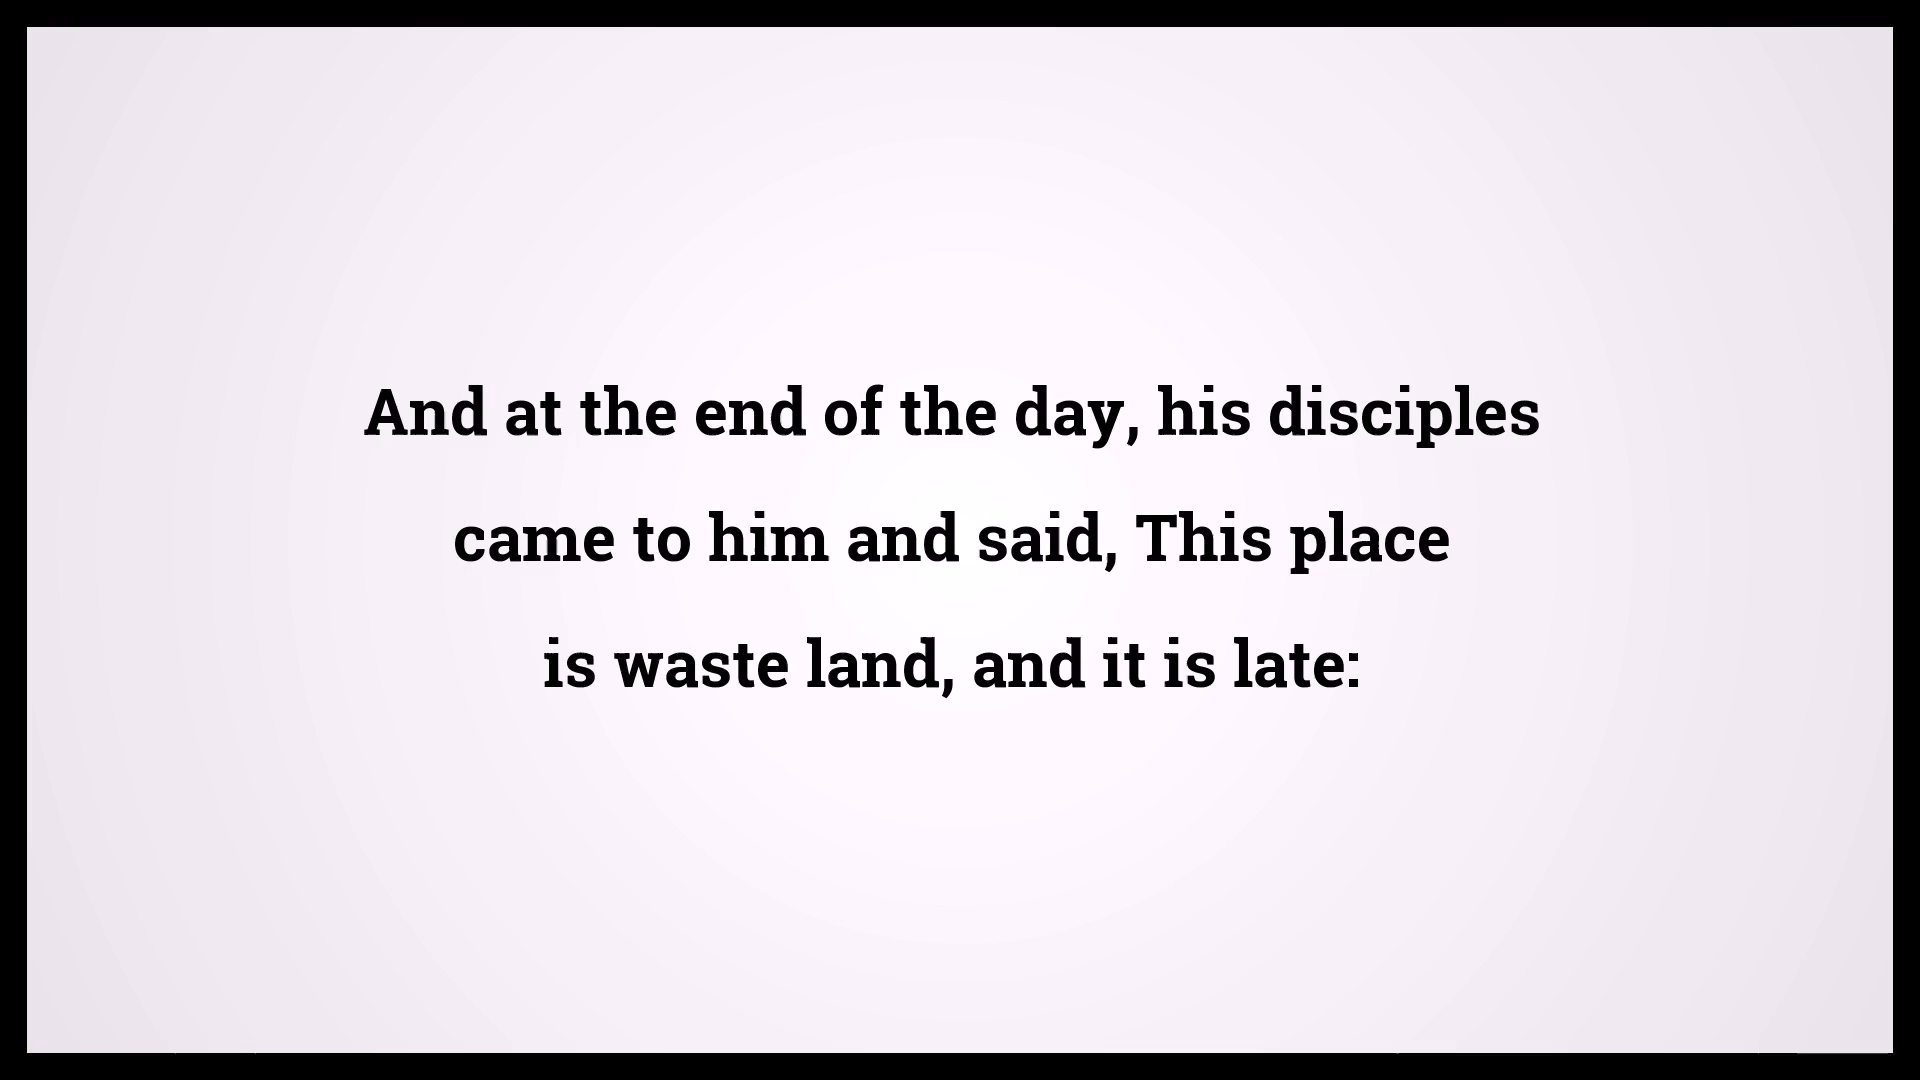 And at the end of the day, his disciples
came to him and said, This place
is waste land, and it is late: